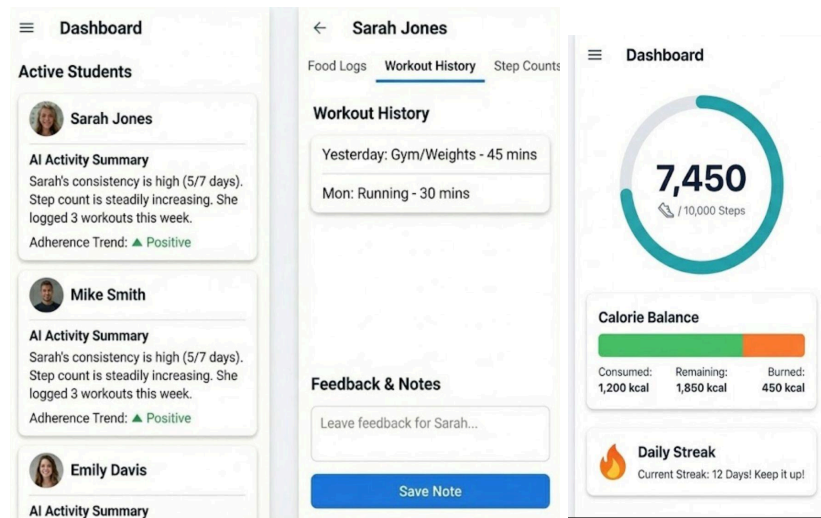 Dashboard
Active Students
Sarah Jones
AI Activity Summary
Sarah's consistency is high (5/7 days).
Step count is steadily increasing. She
logged 3 workouts this week.
Adherence Trend: ▲ Positive
Mike Smith
AI Activity Summary
Sarah's consistency is high (5/7 days).
Step count is steadily increasing. She
logged 3 workouts this week.
Adherence Trend: ▲ Positive
Emily Davis
AI Activity Summary
← Sarah Jones
Food Logs Workout History Step Counts
Workout History
Yesterday: Gym/Weights - 45 mins
Mon: Running - 30 mins
Feedback & Notes
Leave feedback for Sarah...
Save Note
Dashboard
7,450
/ 10,000 Steps
Calorie Balance
Consumed: Remaining: Burned:
1,200 kcal 1,850 kcal 450 kcal
Daily Streak
Current Streak: 12 Days! Keep it up!